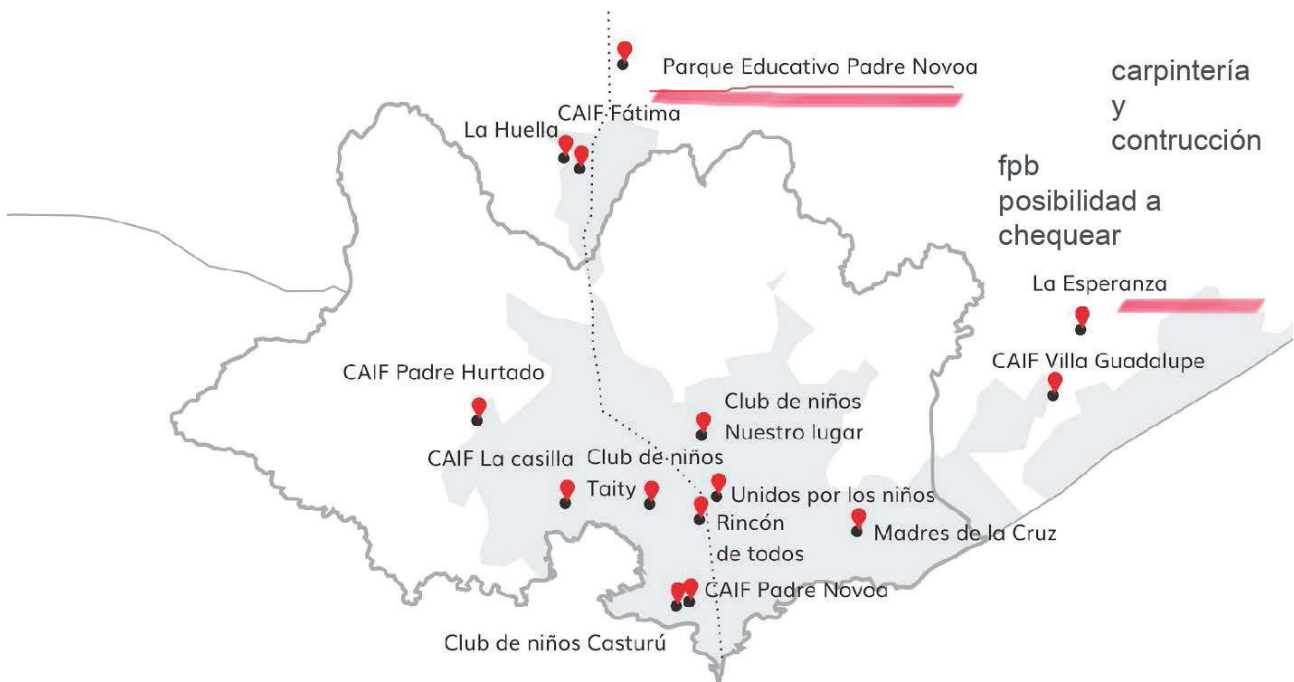 Parque Educativo Padre Novoa
carpintería
y
contrucción
CAIF Fátima
La Huella
fpb
posibilidad a
chequear
La Esperanza
CAIF Villa Guadalupe
CAIF Padre Hurtado
Club de niños
Nuestro lugar
CAIF La casilla
Club de niños
Taity
Unidos por los niños
Rincón
de todos
Madres de la Cruz
CAIF Padre Novoa
Club de niños Casturú